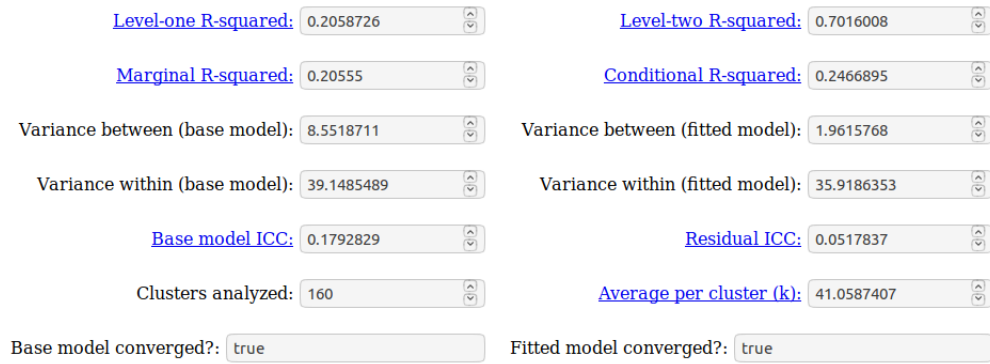 Level-one R-squared: 0.2058726 Level-two R-squared: 0.7016008
Marginal R-squared: 0.20555 Conditional R-squared: 0.2466895
Variance between (base model): 8.5518711 Variance between (fitted model): 1.9615768
Variance within (base model): 39.1485489 Variance within (fitted model): 35.9186353
Base model ICC: 0.1792829 Residual ICC: 0.0517837
Clusters analyzed: 160 Average per cluster (k): 41.0587407
Base model converged?: true Fitted model converged?: true